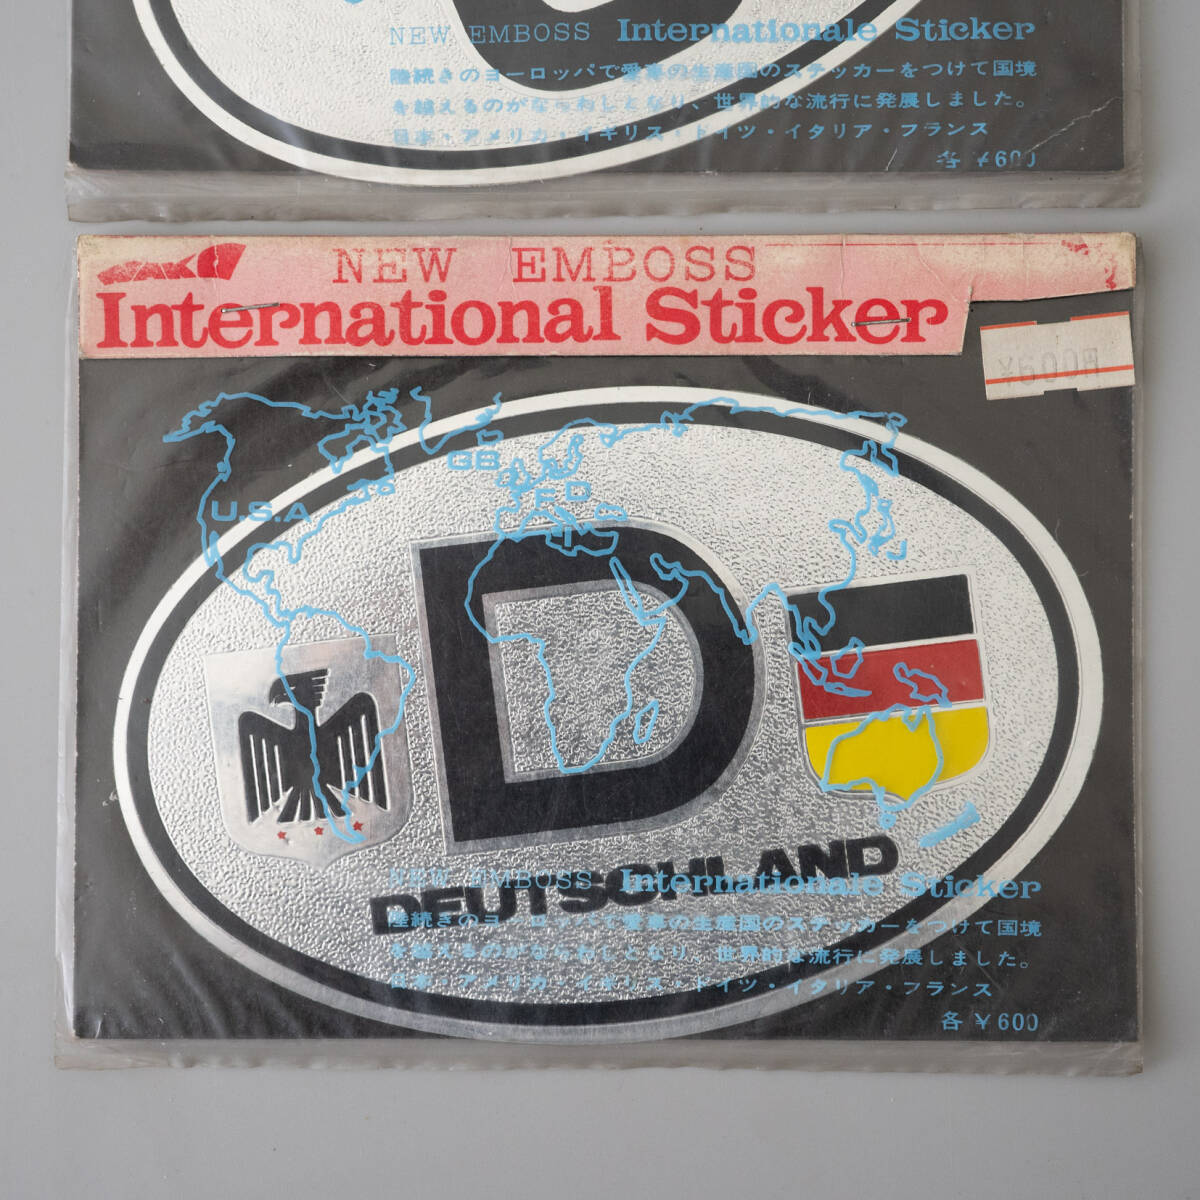 NEW EMBOSS Internationale Sticker
陸続きのヨーロッパで愛車の生産国のステッカーをつけて国境
を越えるのがならわしとなり、世界的な流行に発展しました。
日本・アメリカ・イギリス・ドイツ・イタリア・フランス
各 ¥600
NEW EMBOSS
International Sticker
¥600円
GB
U.S.A
F D
I
J
D
DEUTSCHLAND
NEW EMBOSS Internationale Sticker
陸続きのヨーロッパで愛車の生産国のステッカーをつけて国境
を越えるのがならわしとなり、世界的な流行に発展しました。
日本・アメリカ・イギリス・ドイツ・イタリア・フランス
各 ¥600